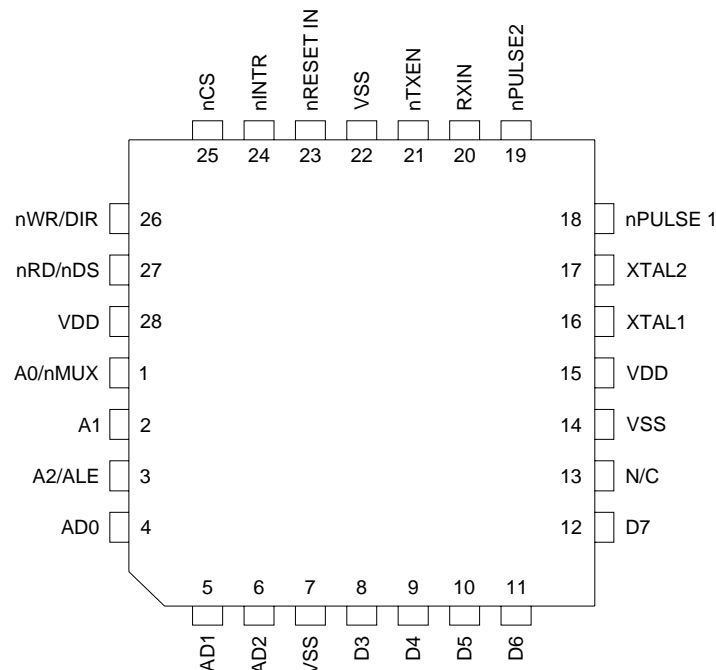 nCS
nINTR
nRESET IN
VSS
nTXEN
RXIN
nPULSE2
25
24
23
22
21
20
19
nWR/DIR
26
18
nPULSE 1
nRD/nDS
27
17
XTAL2
VDD
28
16
XTAL1
A0/nMUX
1
15
VDD
A1
2
14
VSS
A2/ALE
3
13
N/C
AD0
4
12
D7
5
6
7
8
9
10
11
AD1
AD2
VSS
D3
D4
D5
D6